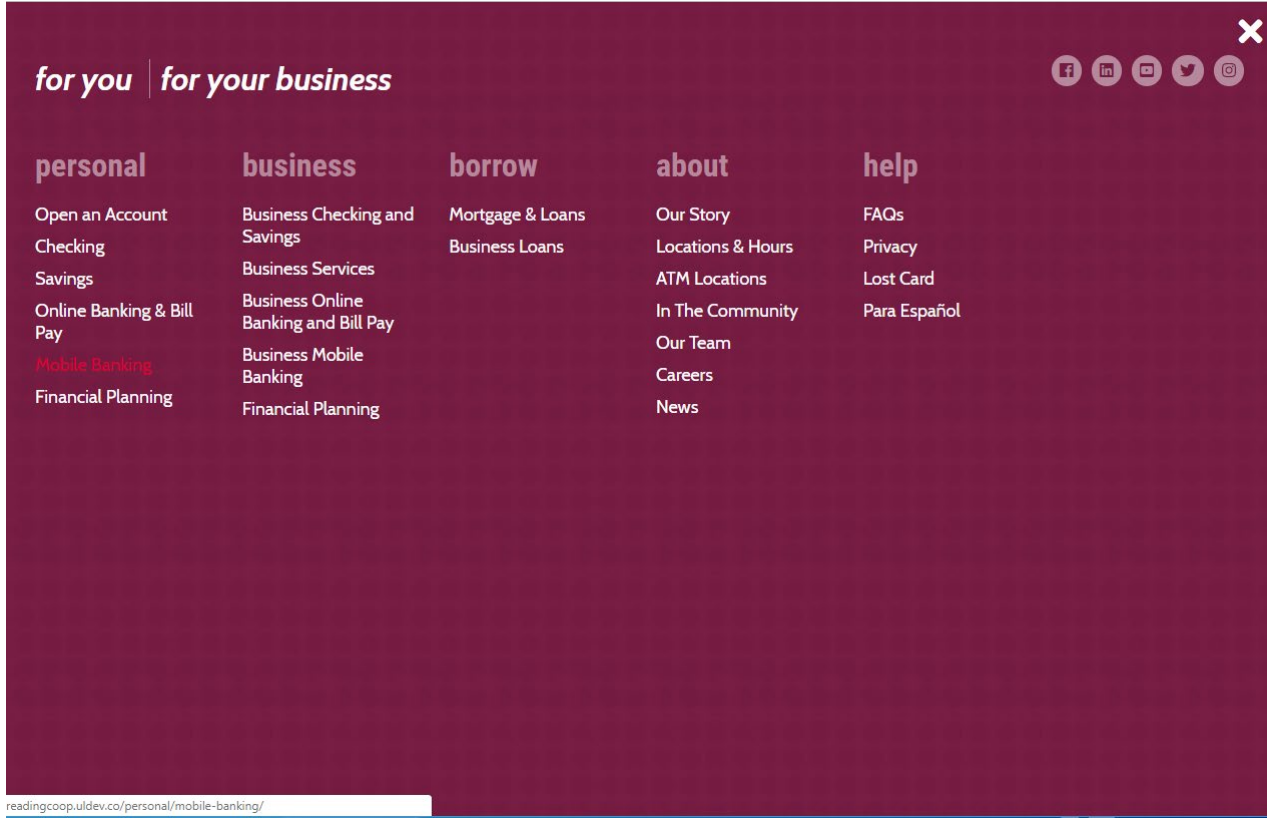 for you for your business
personal
Open an Account
Checking
Savings
Online Banking & Bill
Pay
Mobile Banking
Financial Planning
business
Business Checking and
Savings
Business Services
Business Online
Banking and Bill Pay
Business Mobile
Banking
Financial Planning
borrow
Mortgage & Loans
Business Loans
about
Our Story
Locations & Hours
ATM Locations
In The Community
Our Team
Careers
News
help
FAQs
Privacy
Lost Card
Para Español
readingcoop.uldev.co/personal/mobile-banking/